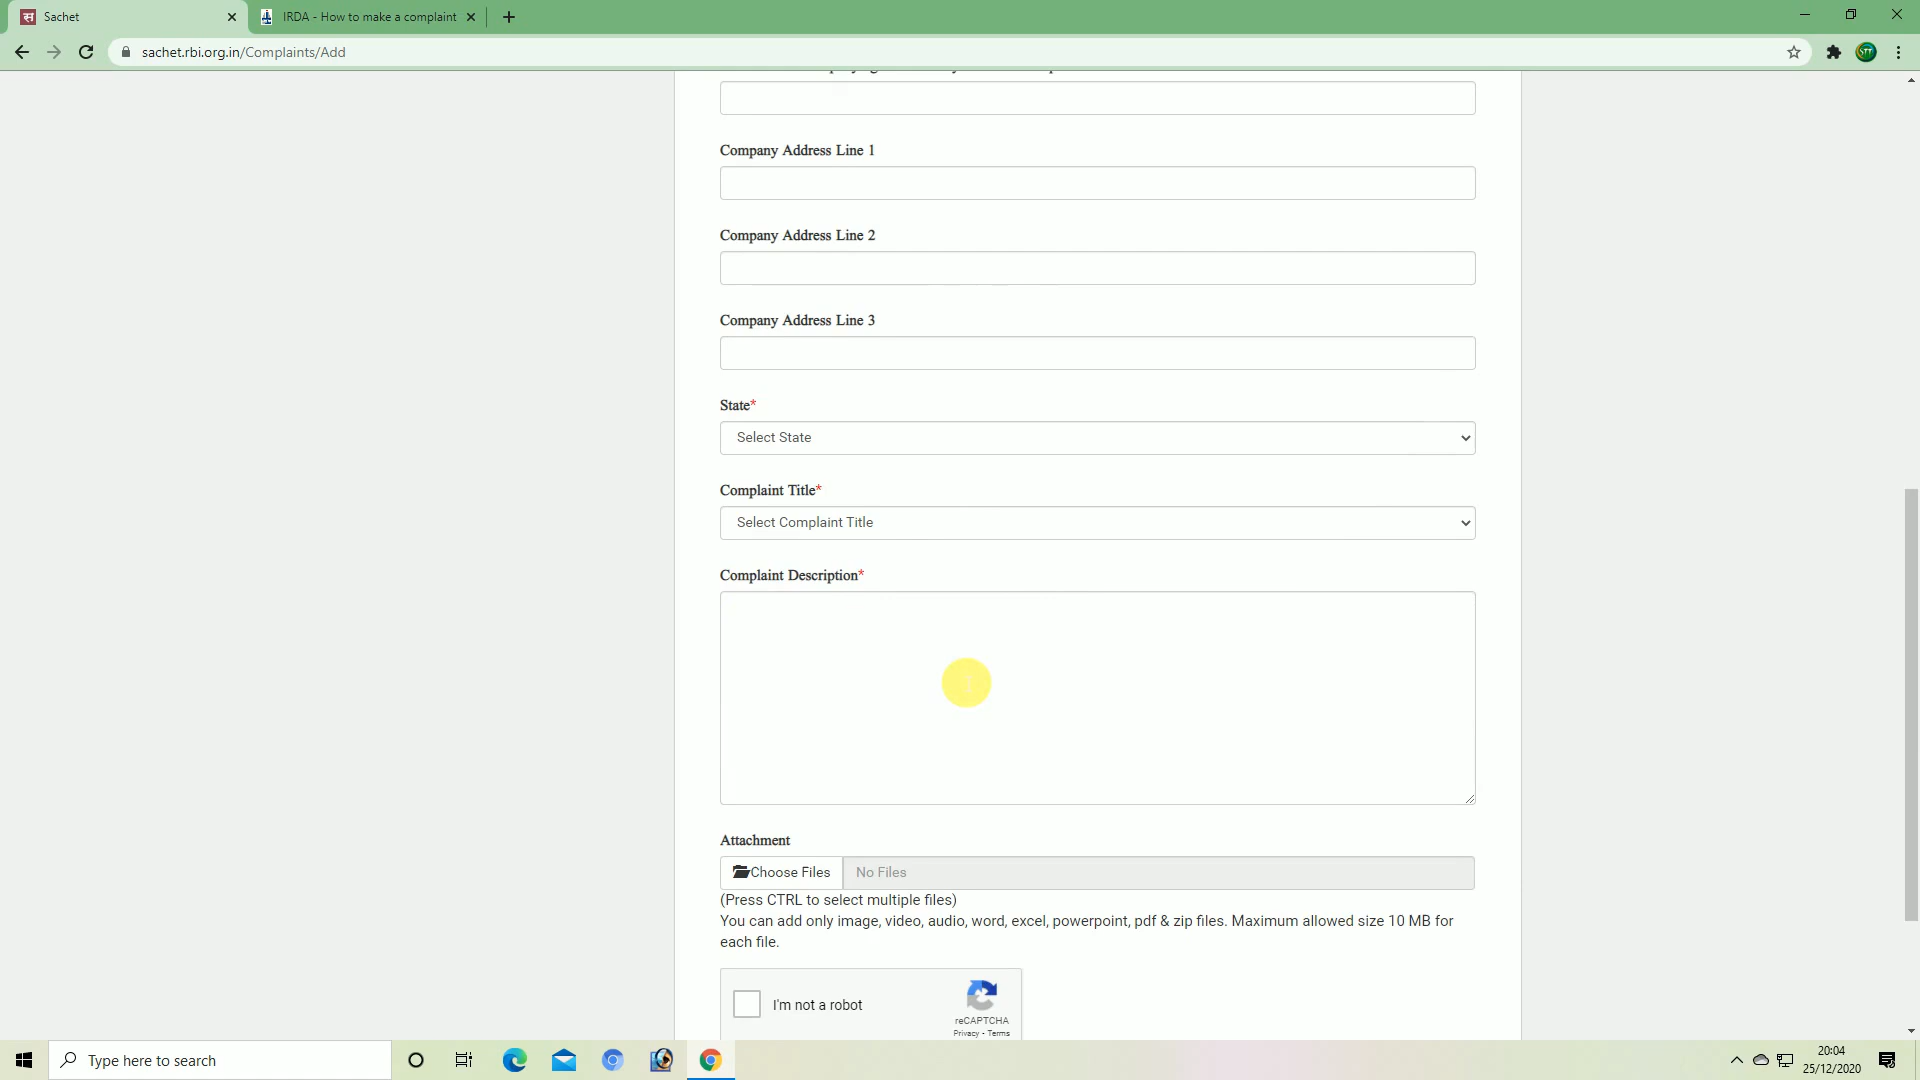 Sachet
IRDA - How to make a complaint
sachet.rbi.org.in/Complaints/Add
Company Address Line 1
Company Address Line 2
Company Address Line 3
State*
Select State
Complaint Title*
Select Complaint Title
Complaint Description*
Attachment
Choose Files No Files
(Press CTRL to select multiple files)
You can add only image, video, audio, word, excel, powerpoint, pdf & zip files. Maximum allowed size 10 MB for
each file.
I'm not a robot
reCAPTCHA
Privacy - Terms
Type here to search
20:04
25/12/2020